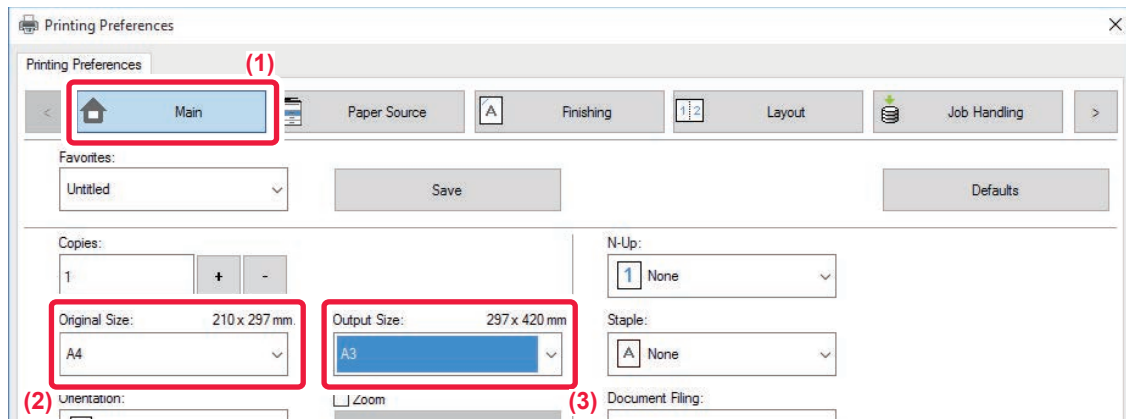 Printing Preferences
Printing Preferences
(1)
< Main Paper Source Finishing Layout Job Handling >
Favorites:
Untitled Save Defaults
Copies: N-Up:
1 + - 1 None
Original Size: 210 x 297 mm. Output Size: 297 x 420 mm Staple:
A4 A3 A None
(2) Orientation: Zoom (3) Document Filing: